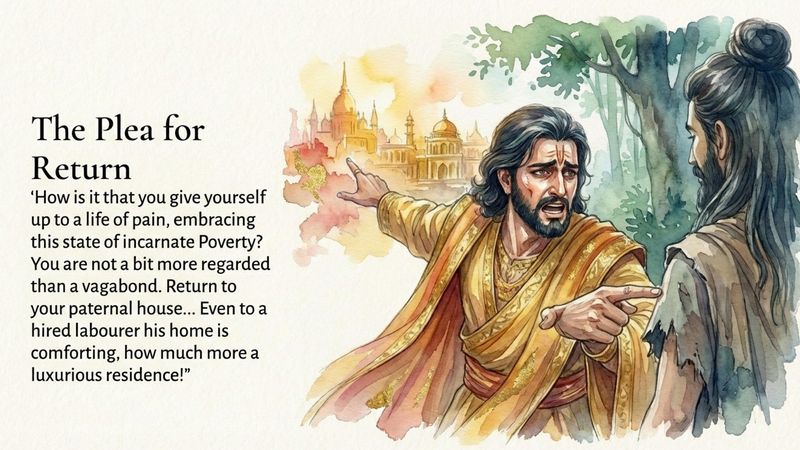 The Plea for
Return
‘How is it that you give yourself
up to a life of pain, embracing
this state of incarnate Poverty?
You are not a bit more regarded
than a vagabond. Return to
your paternal house... Even to a
hired labourer his home is
comforting, how much more a
luxurious residence!”